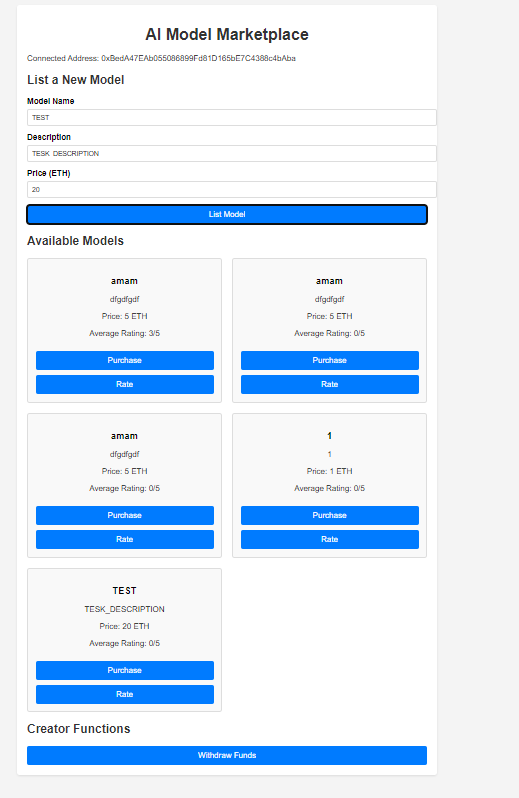 AI Model Marketplace
Connected Address: 0xBedA47EAb055086899Fd81D165bE7C4388c4bAba
List a New Model
Model Name
TEST
Description
TESK_DESCRIPTION
Price (ETH)
20
List Model
Available Models
amam
dfgdfgdf
Price: 5 ETH
Average Rating: 3/5
Purchase
Rate
amam
dfgdfgdf
Price: 5 ETH
Average Rating: 0/5
Purchase
Rate
amam
dfgdfgdf
Price: 5 ETH
Average Rating: 0/5
Purchase
Rate
1
1
Price: 1 ETH
Average Rating: 0/5
Purchase
Rate
TEST
TESK_DESCRIPTION
Price: 20 ETH
Average Rating: 0/5
Purchase
Rate
Creator Functions
Withdraw Funds